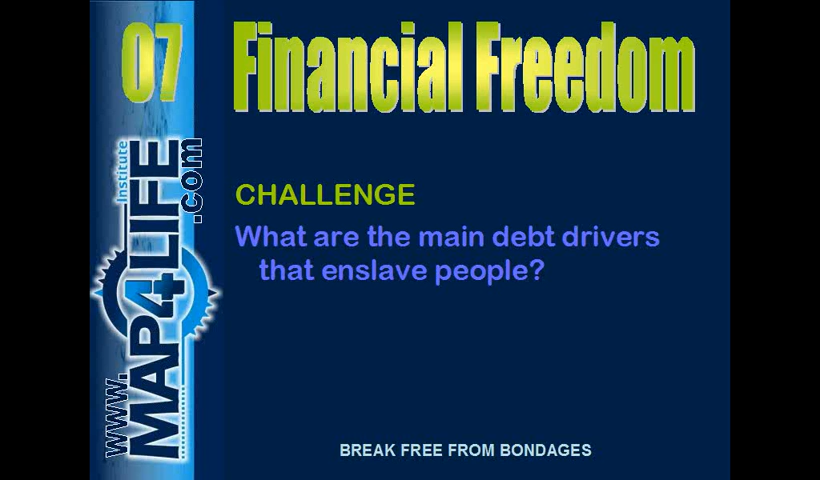 07
Financial Freedom
www.MAP4LIFE.com
Institute
CHALLENGE
What are the main debt drivers
that enslave people?
BREAK FREE FROM BONDAGES